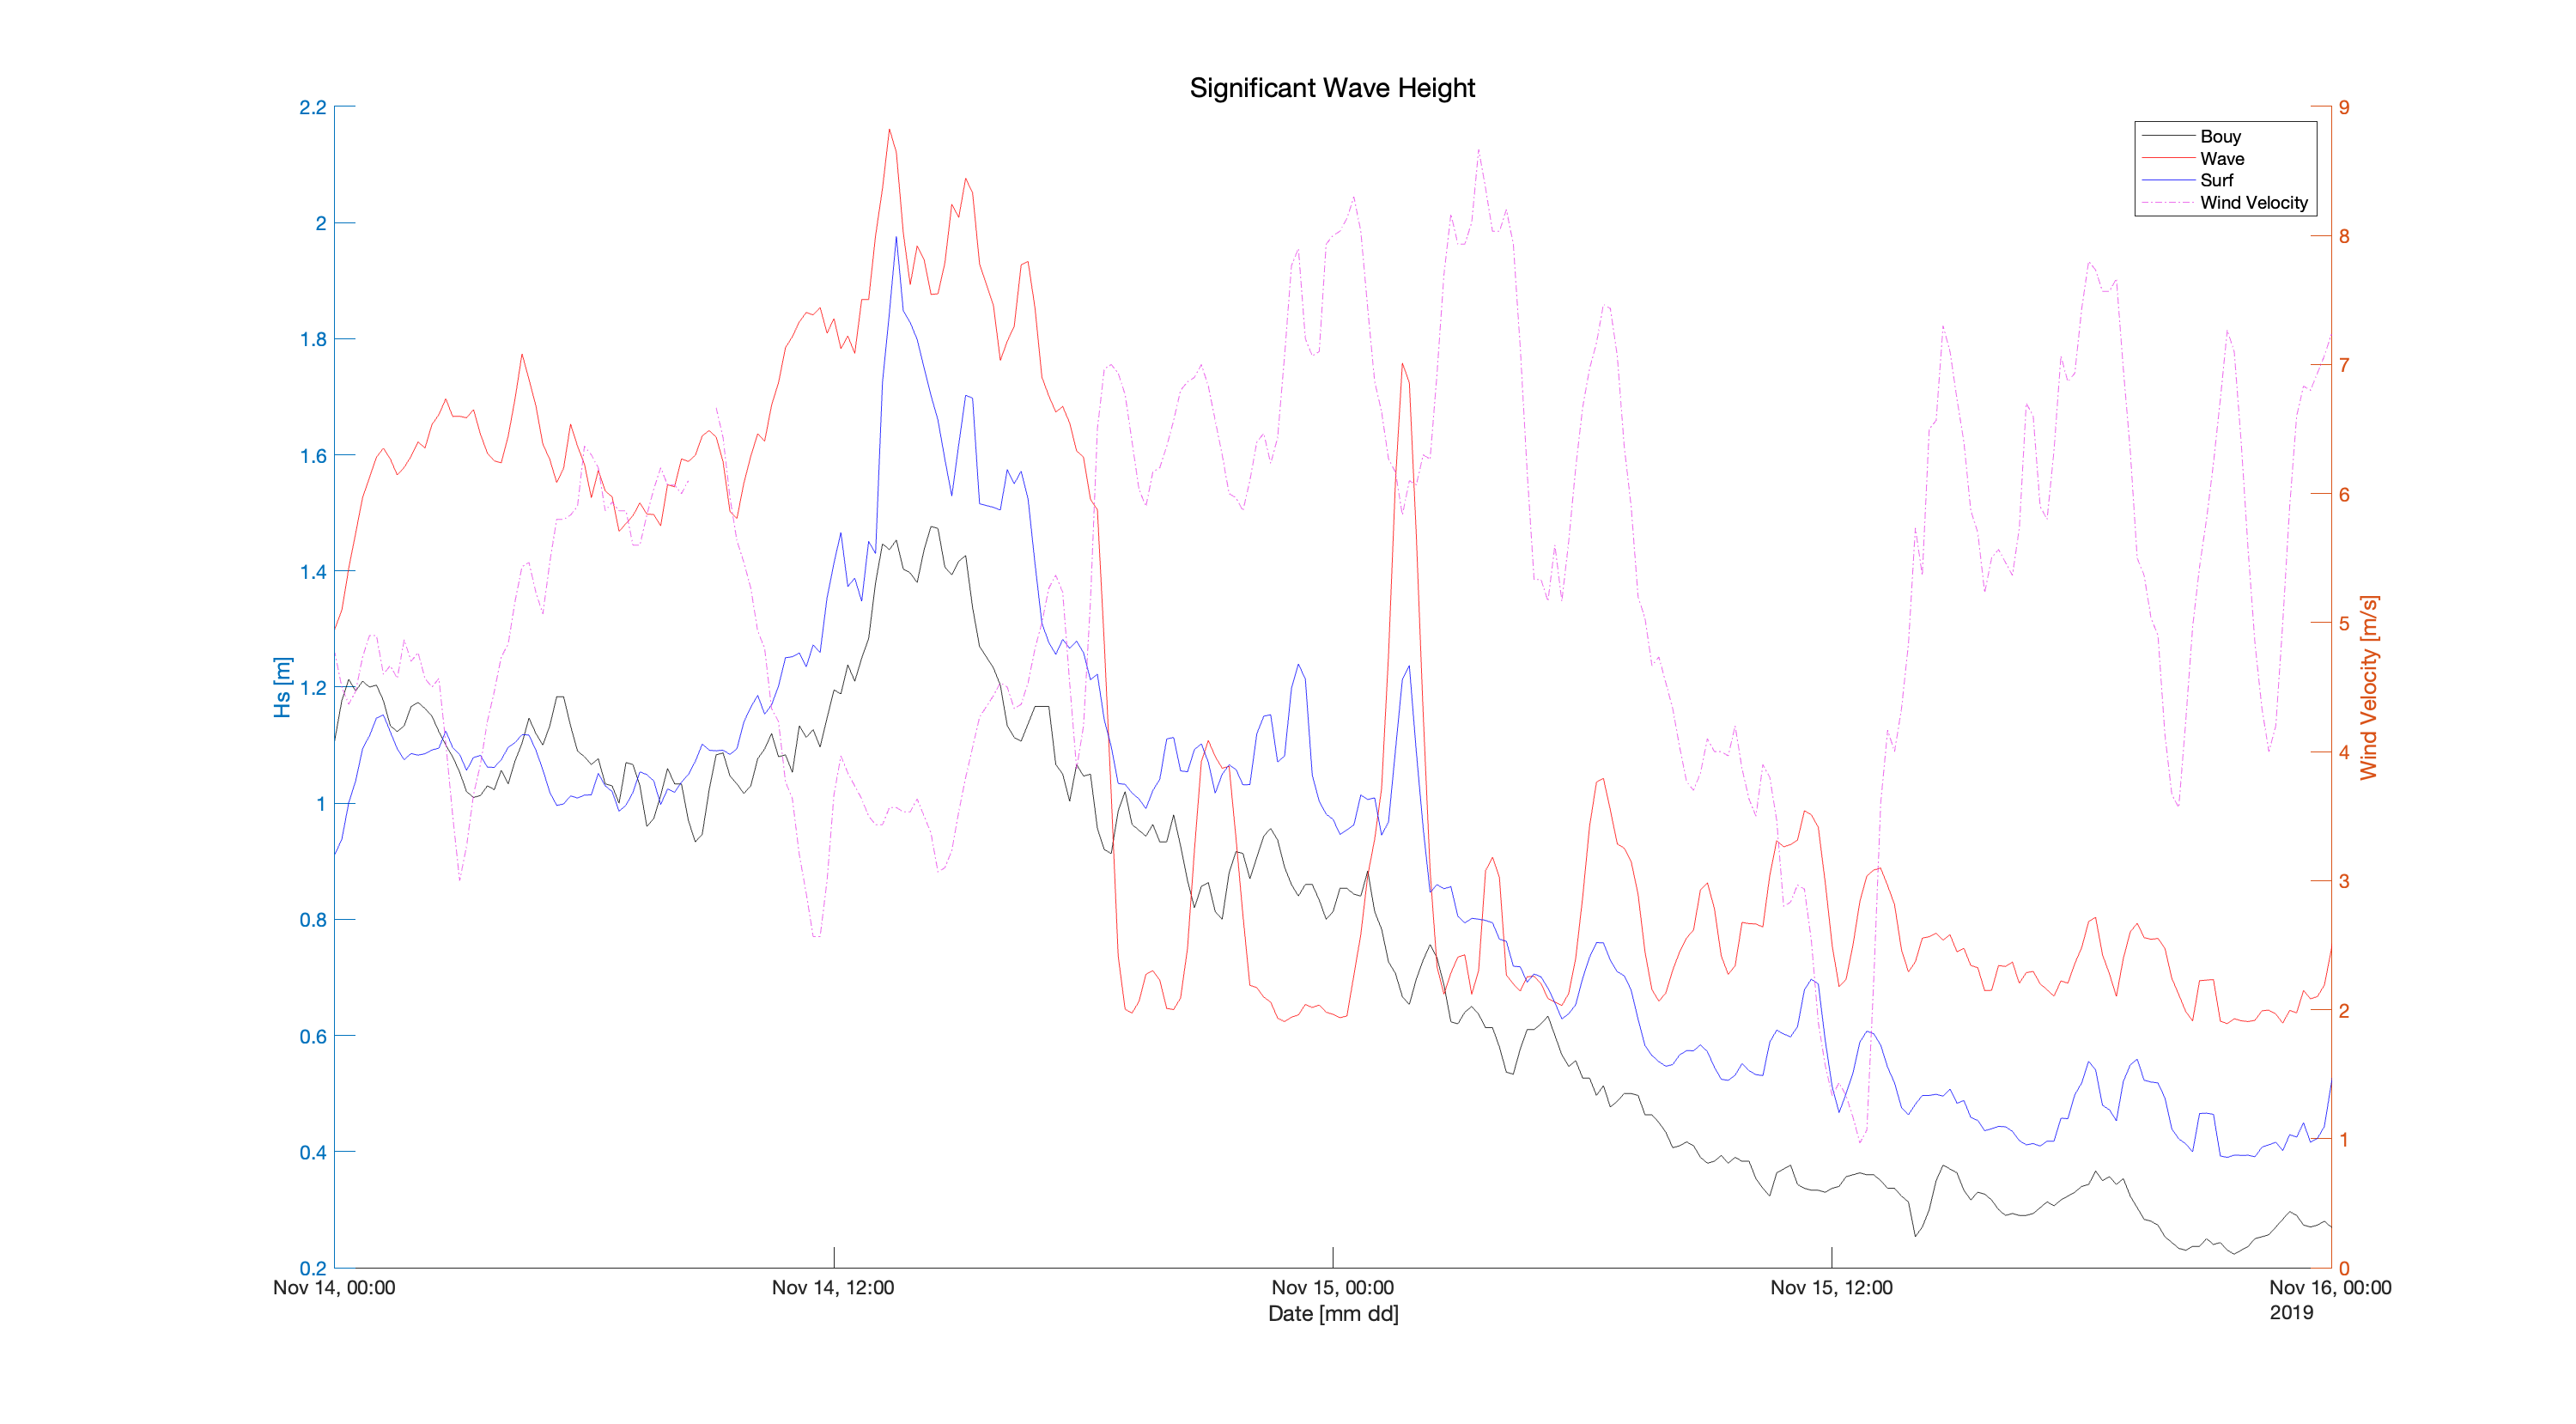 Significant Wave Height
2.2
2
1.8
1.6
1.4
1.2
1
0.8
0.6
0.4
0.2
Hs [m]
9
8
7
6
5
4
3
2
1
0
Wind Velocity [m/s]
Bouy
Wave
Surf
Wind Velocity
Nov 14, 00:00
Nov 14, 12:00
Nov 15, 00:00
Nov 15, 12:00
Nov 16, 00:00
2019
Date [mm dd]